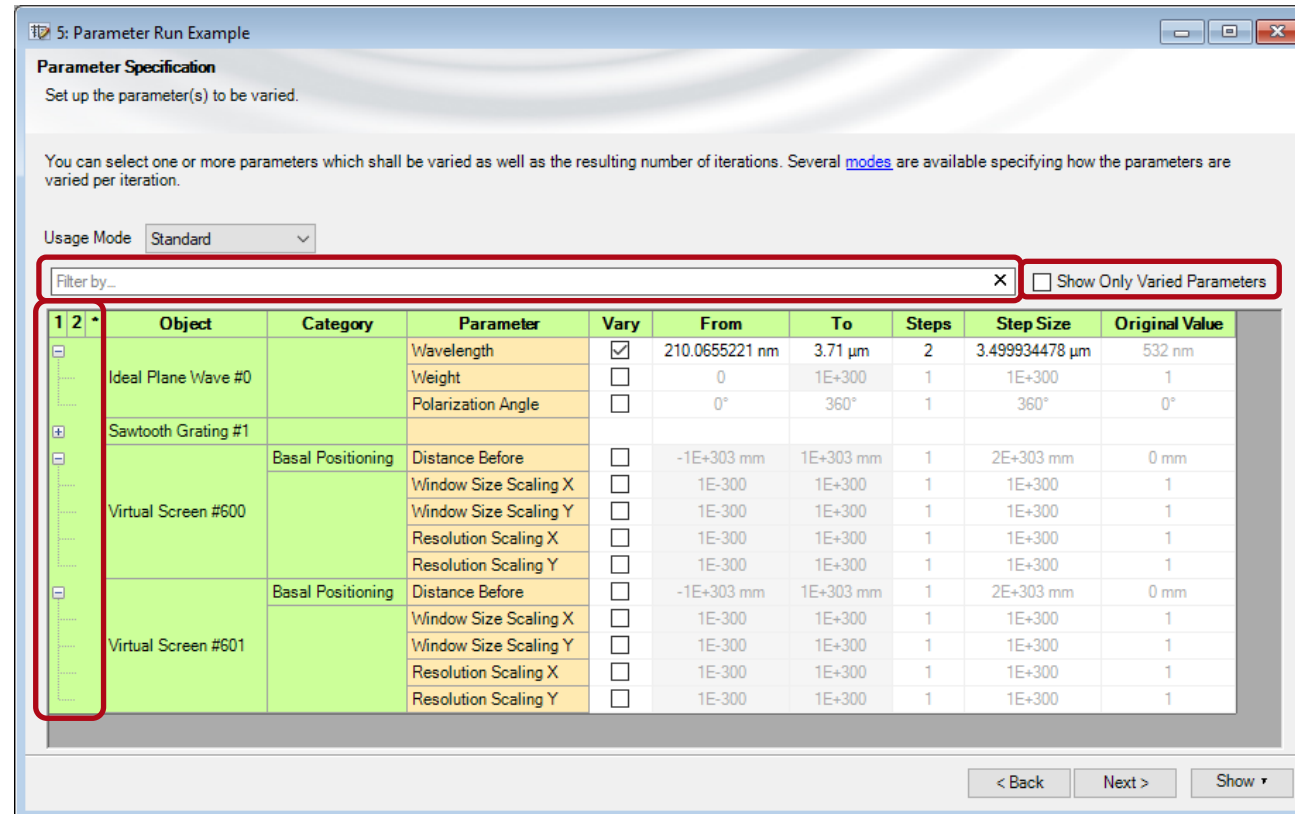 5: Parameter Run Example
Parameter Specification
Set up the parameter(s) to be varied.
You can select one or more parameters which shall be varied as well as the resulting number of iterations. Several modes are available specifying how the parameters are
varied per iteration.
Usage Mode Standard
Filter by... × Show Only Varied Parameters
1 2 * Object Category Parameter Vary From To Steps Step Size Original Value
Wavelength 210.0655221 nm 3.71 µm 2 3.499934478 µm 532 nm
Ideal Plane Wave #0 Weight 0 1E+300 1 1E+300 1
Polarization Angle 0° 360° 1 360° 0°
Sawtooth Grating #1
Basal Positioning Distance Before -1E+303 mm 1E+303 mm 1 2E+303 mm 0 mm
Window Size Scaling X 1E-300 1E+300 1 1E+300 1
Virtual Screen #600 Window Size Scaling Y 1E-300 1E+300 1 1E+300 1
Resolution Scaling X 1E-300 1E+300 1 1E+300 1
Resolution Scaling Y 1E-300 1E+300 1 1E+300 1
Basal Positioning Distance Before -1E+303 mm 1E+303 mm 1 2E+303 mm 0 mm
Window Size Scaling X 1E-300 1E+300 1 1E+300 1
Virtual Screen #601 Window Size Scaling Y 1E-300 1E+300 1 1E+300 1
Resolution Scaling X 1E-300 1E+300 1 1E+300 1
Resolution Scaling Y 1E-300 1E+300 1 1E+300 1
< Back Next > Show